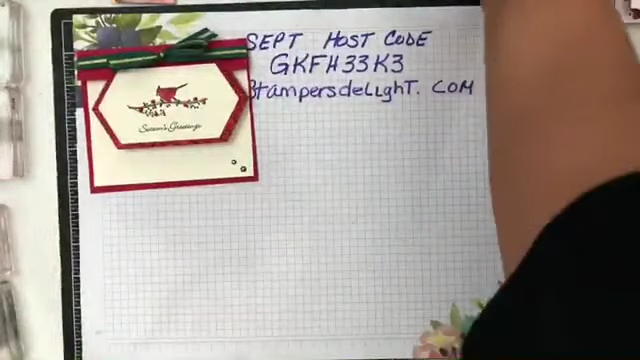 SEPT HOST CODE
GKFH33K3
StampersdeLighT. COM
Season's Greetings